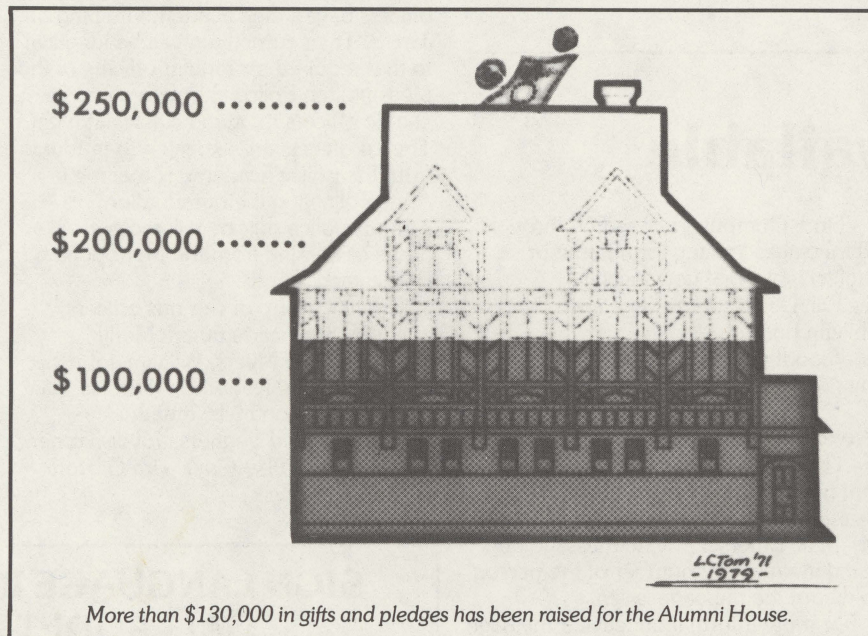 $250,000 ..........
$200,000 .......
$100,000 ....
LCTom '71
- 1979 -
More than $130,000 in gifts and pledges has been raised for the Alumni House.